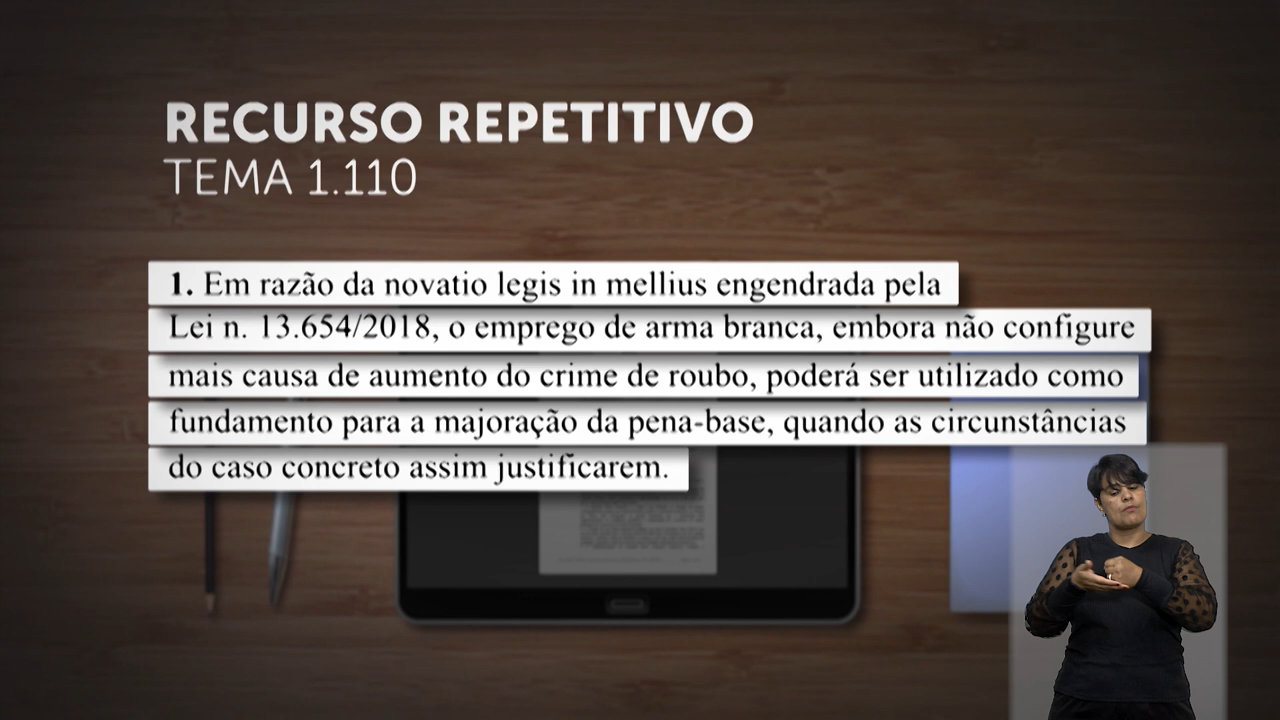 RECURSO REPETITIVO
TEMA 1.110
1. Em razão da novatio legis in mellius engendrada pela
Lei n. 13.654/2018, o emprego de arma branca, embora não configure
mais causa de aumento do crime de roubo, poderá ser utilizado como
fundamento para a majoração da pena-base, quando as circunstâncias
do caso concreto assim justificarem.